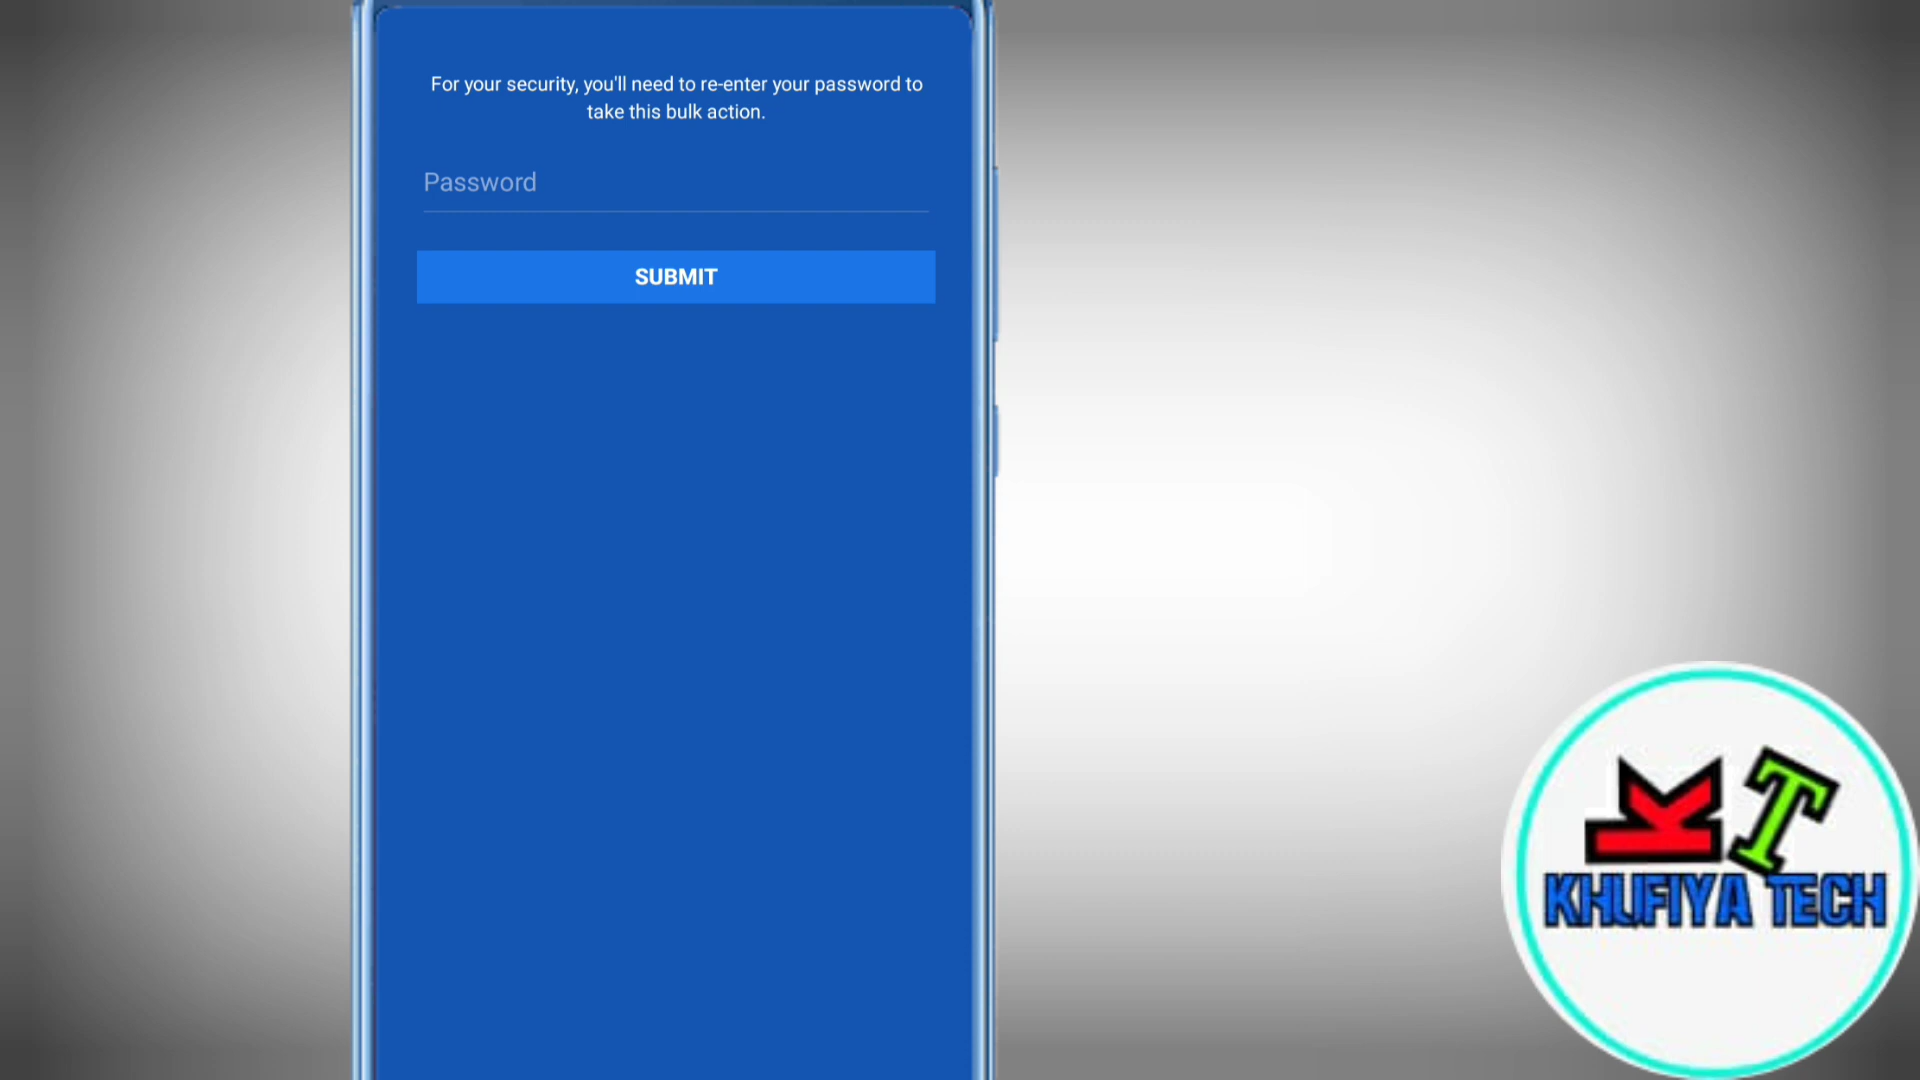 For your security, you'll need to re-enter your password to
take this bulk action.
Password
SUBMIT
KT
KHUFIYA TECH